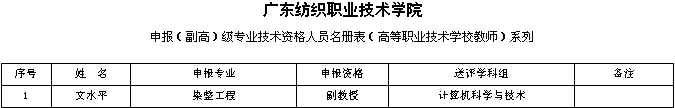 广东纺织职业技术学院
申报（副高）级专业技术资格人员名册表（高等职业技术学校教师）系列
序号 姓 名 申报专业 申报资格 送评学科组 备注
1 文水平 染整工程 副教授 计算机科学与技术